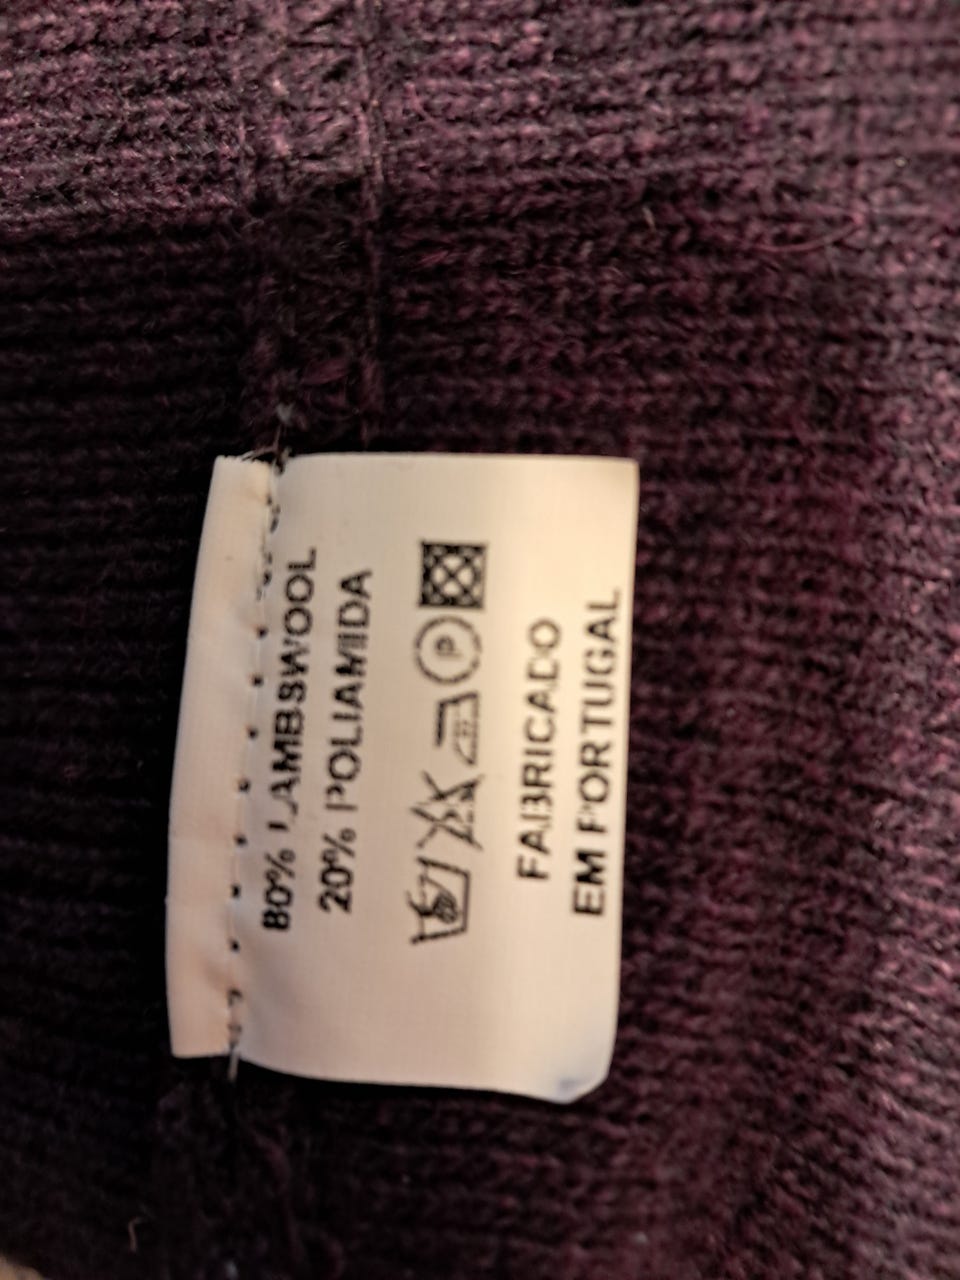 80% LAMBSWOOL
20% POLIAMIDA
P
FABRICADO
EM PORTUGAL